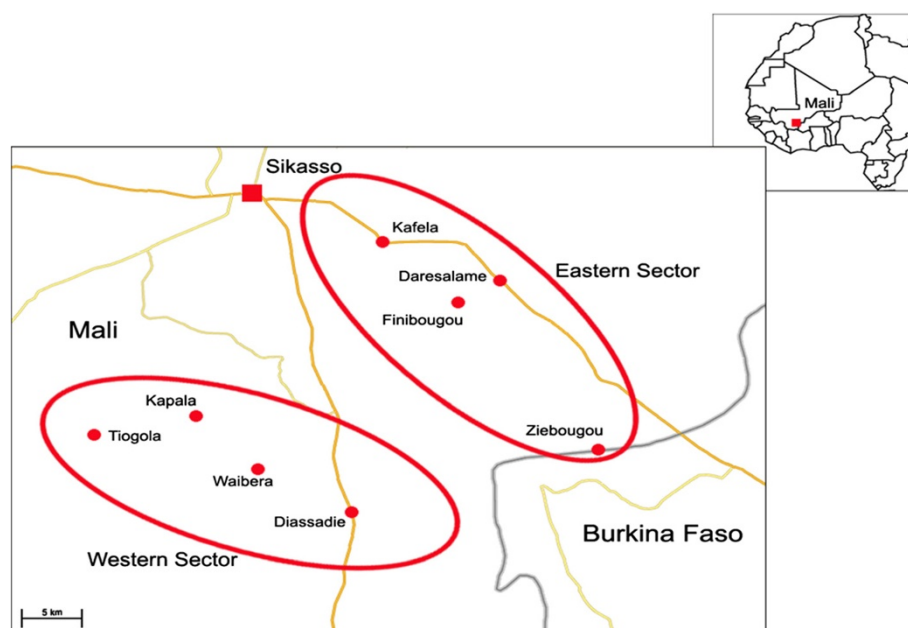 Mali
Sikasso
Kafela
Daresalame
Eastern Sector
Finibougou
Mali
Kapala
Tiogola
Ziebougou
Waibera
Diassadie
Burkina Faso
Western Sector
5 km